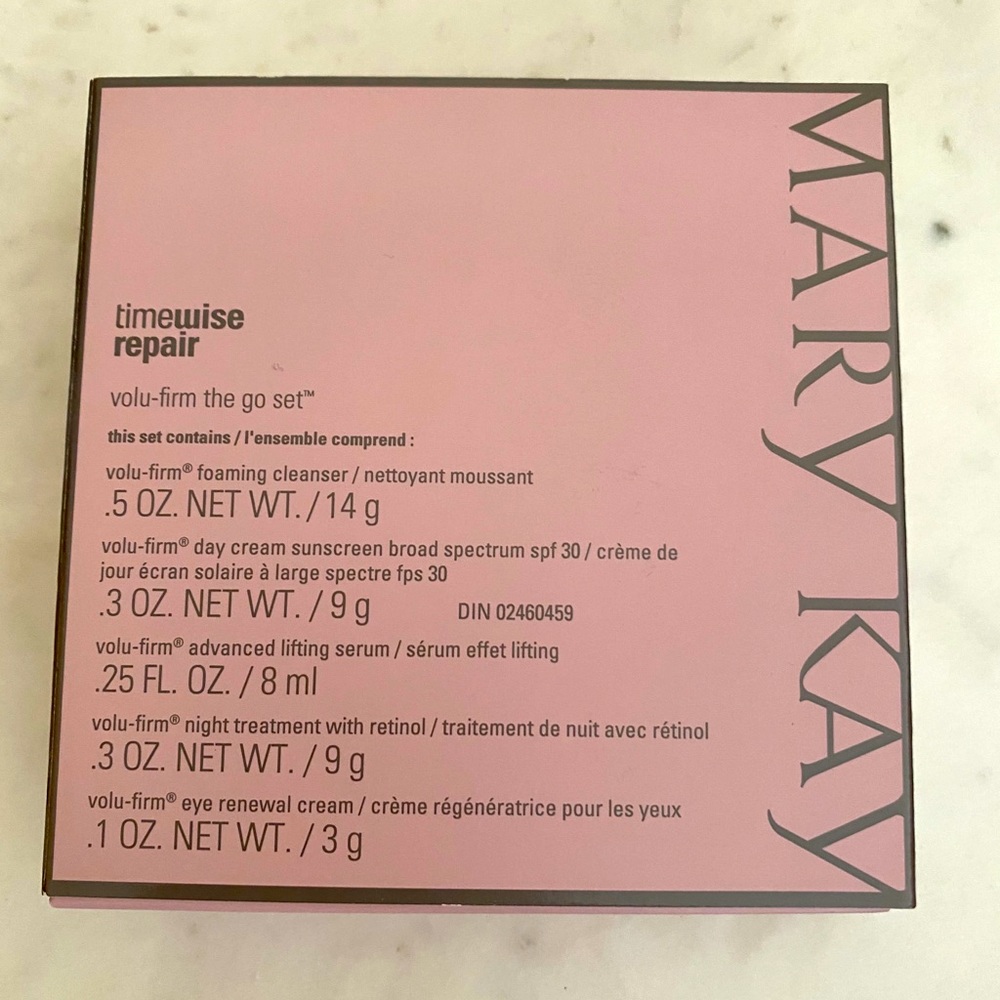 MARY KAY
timewise
repair
volu-firm the go set™
this set contains / l'ensemble comprend :
volu-firm® foaming cleanser / nettoyant moussant
.5 OZ. NET WT. / 14 g
volu-firm® day cream sunscreen broad spectrum spf 30 / crème de
jour écran solaire à large spectre fps 30
.3 OZ. NET WT. / 9 g DIN 02460459
volu-firm® advanced lifting serum / sérum effet lifting
.25 FL. OZ. / 8 ml
volu-firm® night treatment with retinol / traitement de nuit avec rétinol
.3 OZ. NET WT. / 9 g
volu-firm® eye renewal cream / crème régénératrice pour les yeux
.1 OZ. NET WT. / 3 g